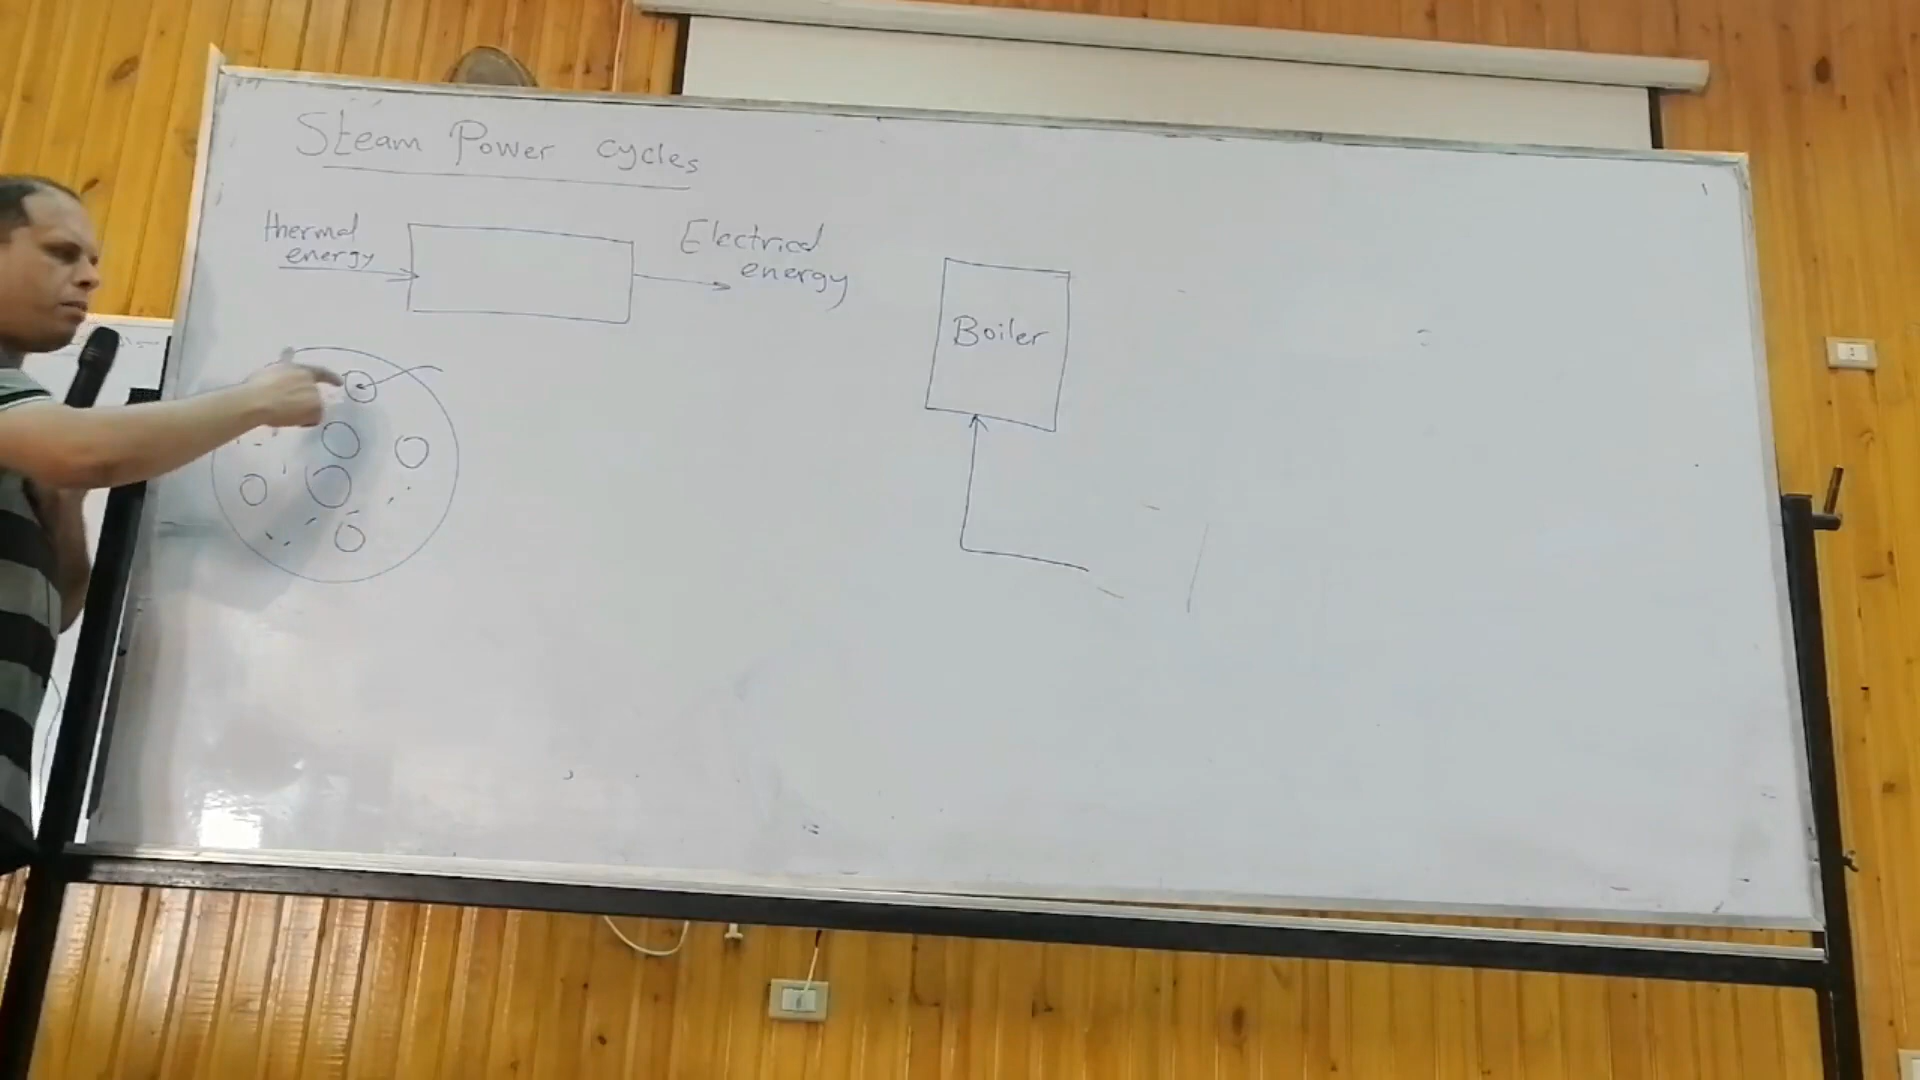 Steam Power cycles
thermal
energy
Electrical
energy
Boiler